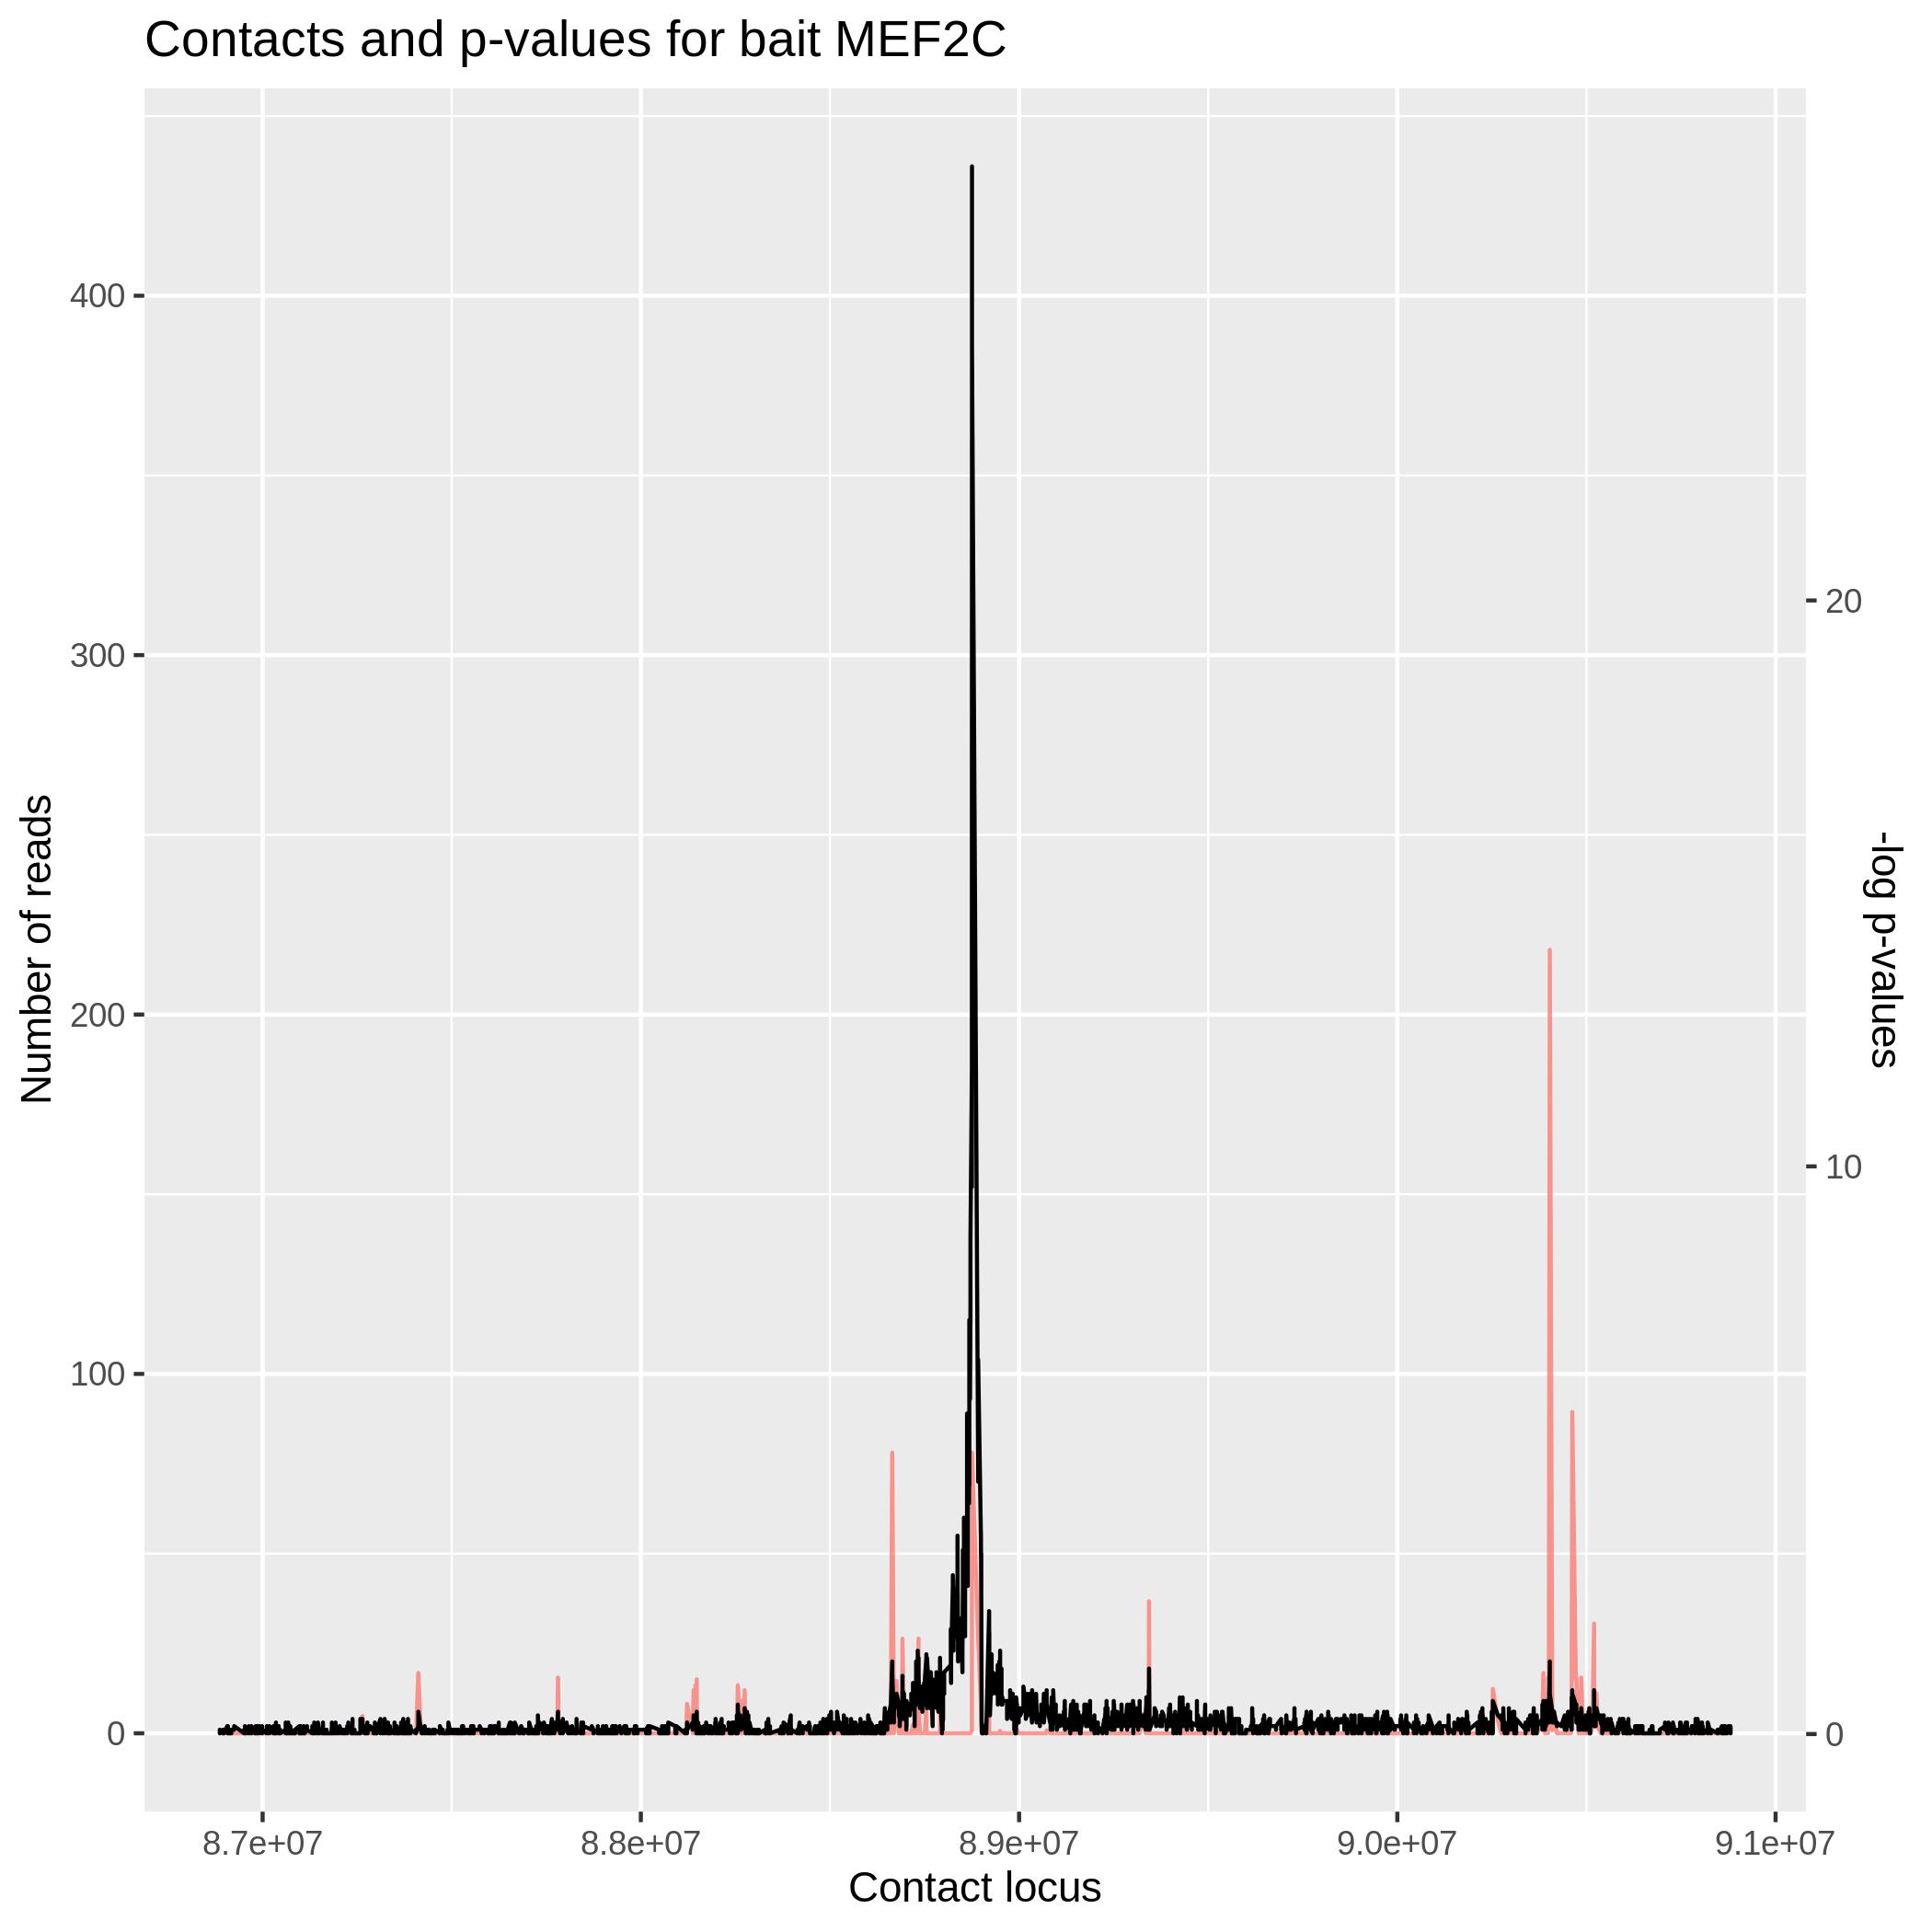 Contacts and p-values for bait MEF2C
Number of reads
400
300
200
100
0
20
10
0
-log p-values
8.7e+07
8.8e+07
8.9e+07
9.0e+07
9.1e+07
Contact locus